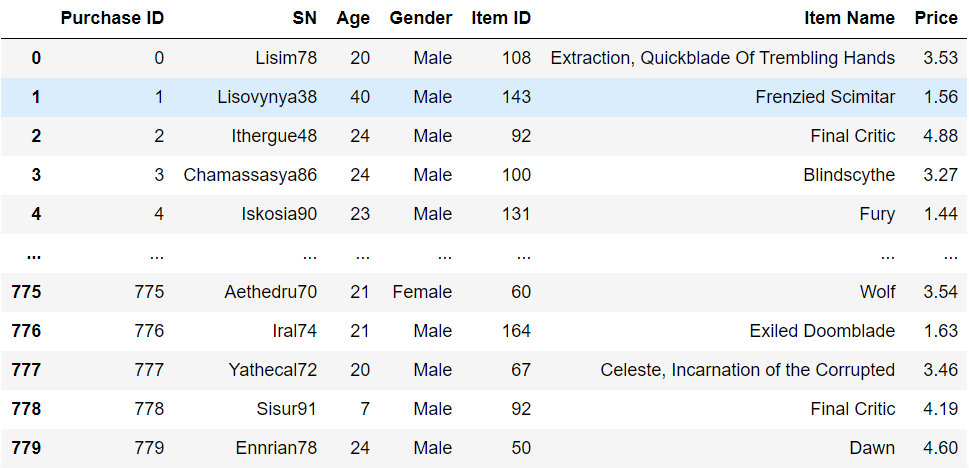 Purchase ID SN Age Gender Item ID Item Name Price
0 0 Lisim78 20 Male 108 Extraction, Quickblade Of Trembling Hands 3.53
1 1 Lisovynya38 40 Male 143 Frenzied Scimitar 1.56
2 2 Ithergue48 24 Male 92 Final Critic 4.88
3 3 Chamassasya86 24 Male 100 Blindscythe 3.27
4 4 Iskosia90 23 Male 131 Fury 1.44
... ... ... ... ... ... ... ...
775 775 Aethedru70 21 Female 60 Wolf 3.54
776 776 Iral74 21 Male 164 Exiled Doomblade 1.63
777 777 Yathecal72 20 Male 67 Celeste, Incarnation of the Corrupted 3.46
778 778 Sisur91 7 Male 92 Final Critic 4.19
779 779 Ennrian78 24 Male 50 Dawn 4.60